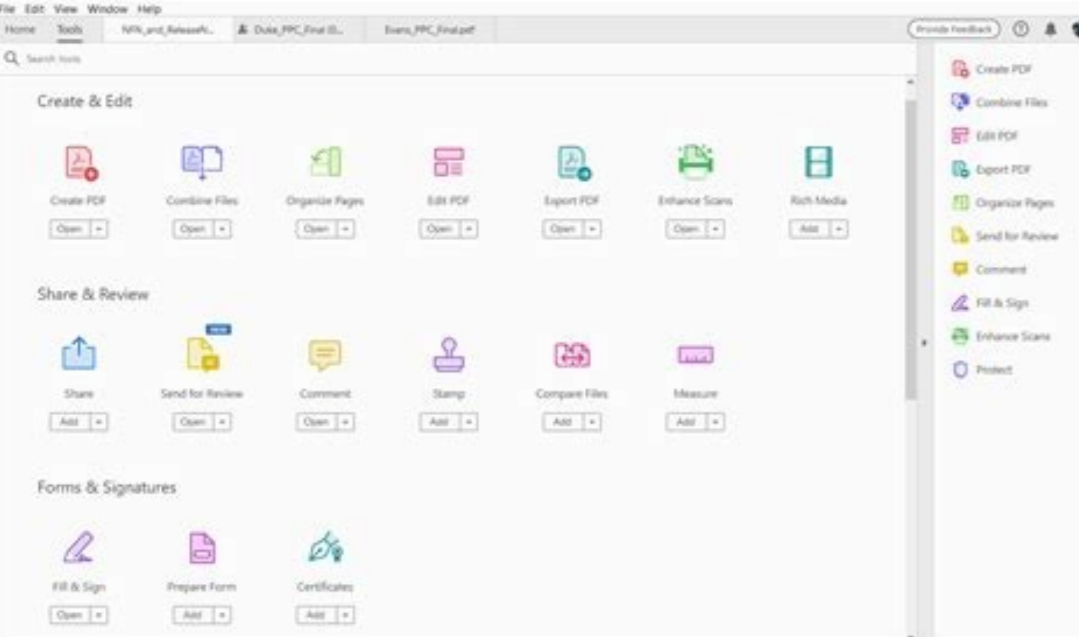 File Edit View Window Help
Home Tools NFN_and_ReleaseN... Duke_PPC_Final (0... Evans_PPC_Final.pdf Provide Feedback
Search tools
Create & Edit
Create PDF Combine Files Organize Pages Edit PDF Export PDF Enhance Scans Rich Media
Open Open Open Open Open Open Add
Share & Review
NEW
Share Send for Review Comment Stamp Compare Files Measure
Add Open Open Add Add Add
Forms & Signatures
Fill & Sign Prepare Form Certificates
Open Add Add
Create PDF
Combine Files
Edit PDF
Export PDF
Organize Pages
Send for Review
Comment
Fill & Sign
Enhance Scans
Protect